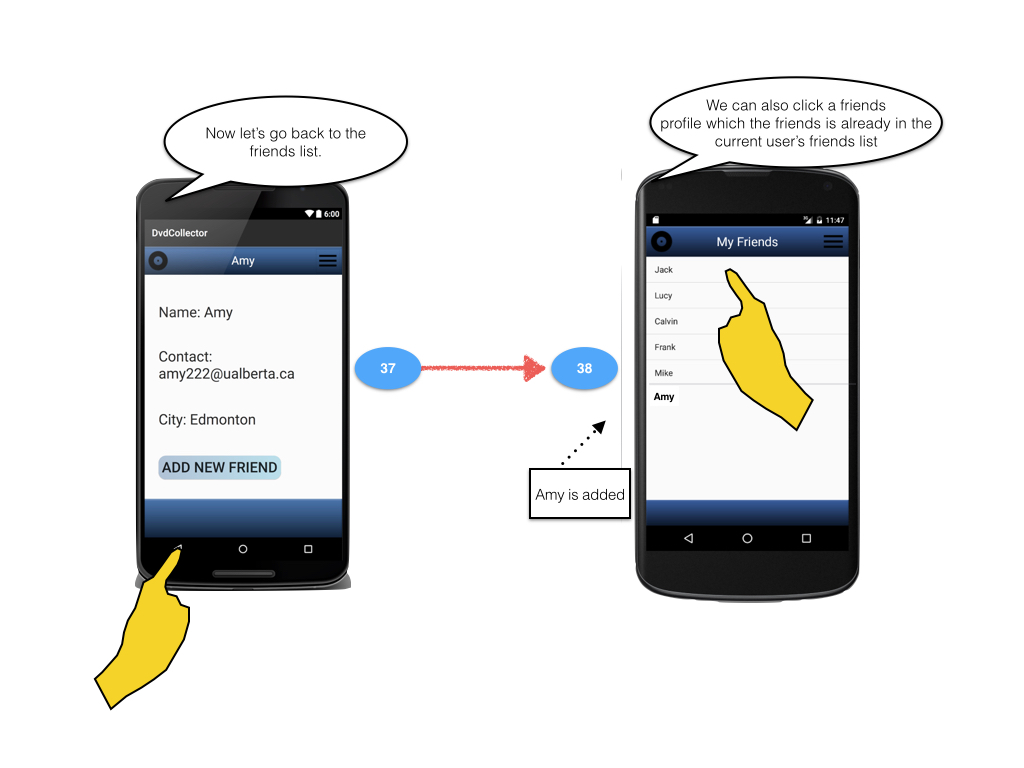 Now let's go back to the
friends list.
6:00
DvdCollector
Amy
Name: Amy
Contact:
amy222@ualberta.ca
City: Edmonton
ADD NEW FRIEND
37
38
Amy is added
We can also click a friends
profile which the friends is already in the
current user's friends list
3G
11:47
My Friends
Jack
Lucy
Calvin
Frank
Mike
Amy